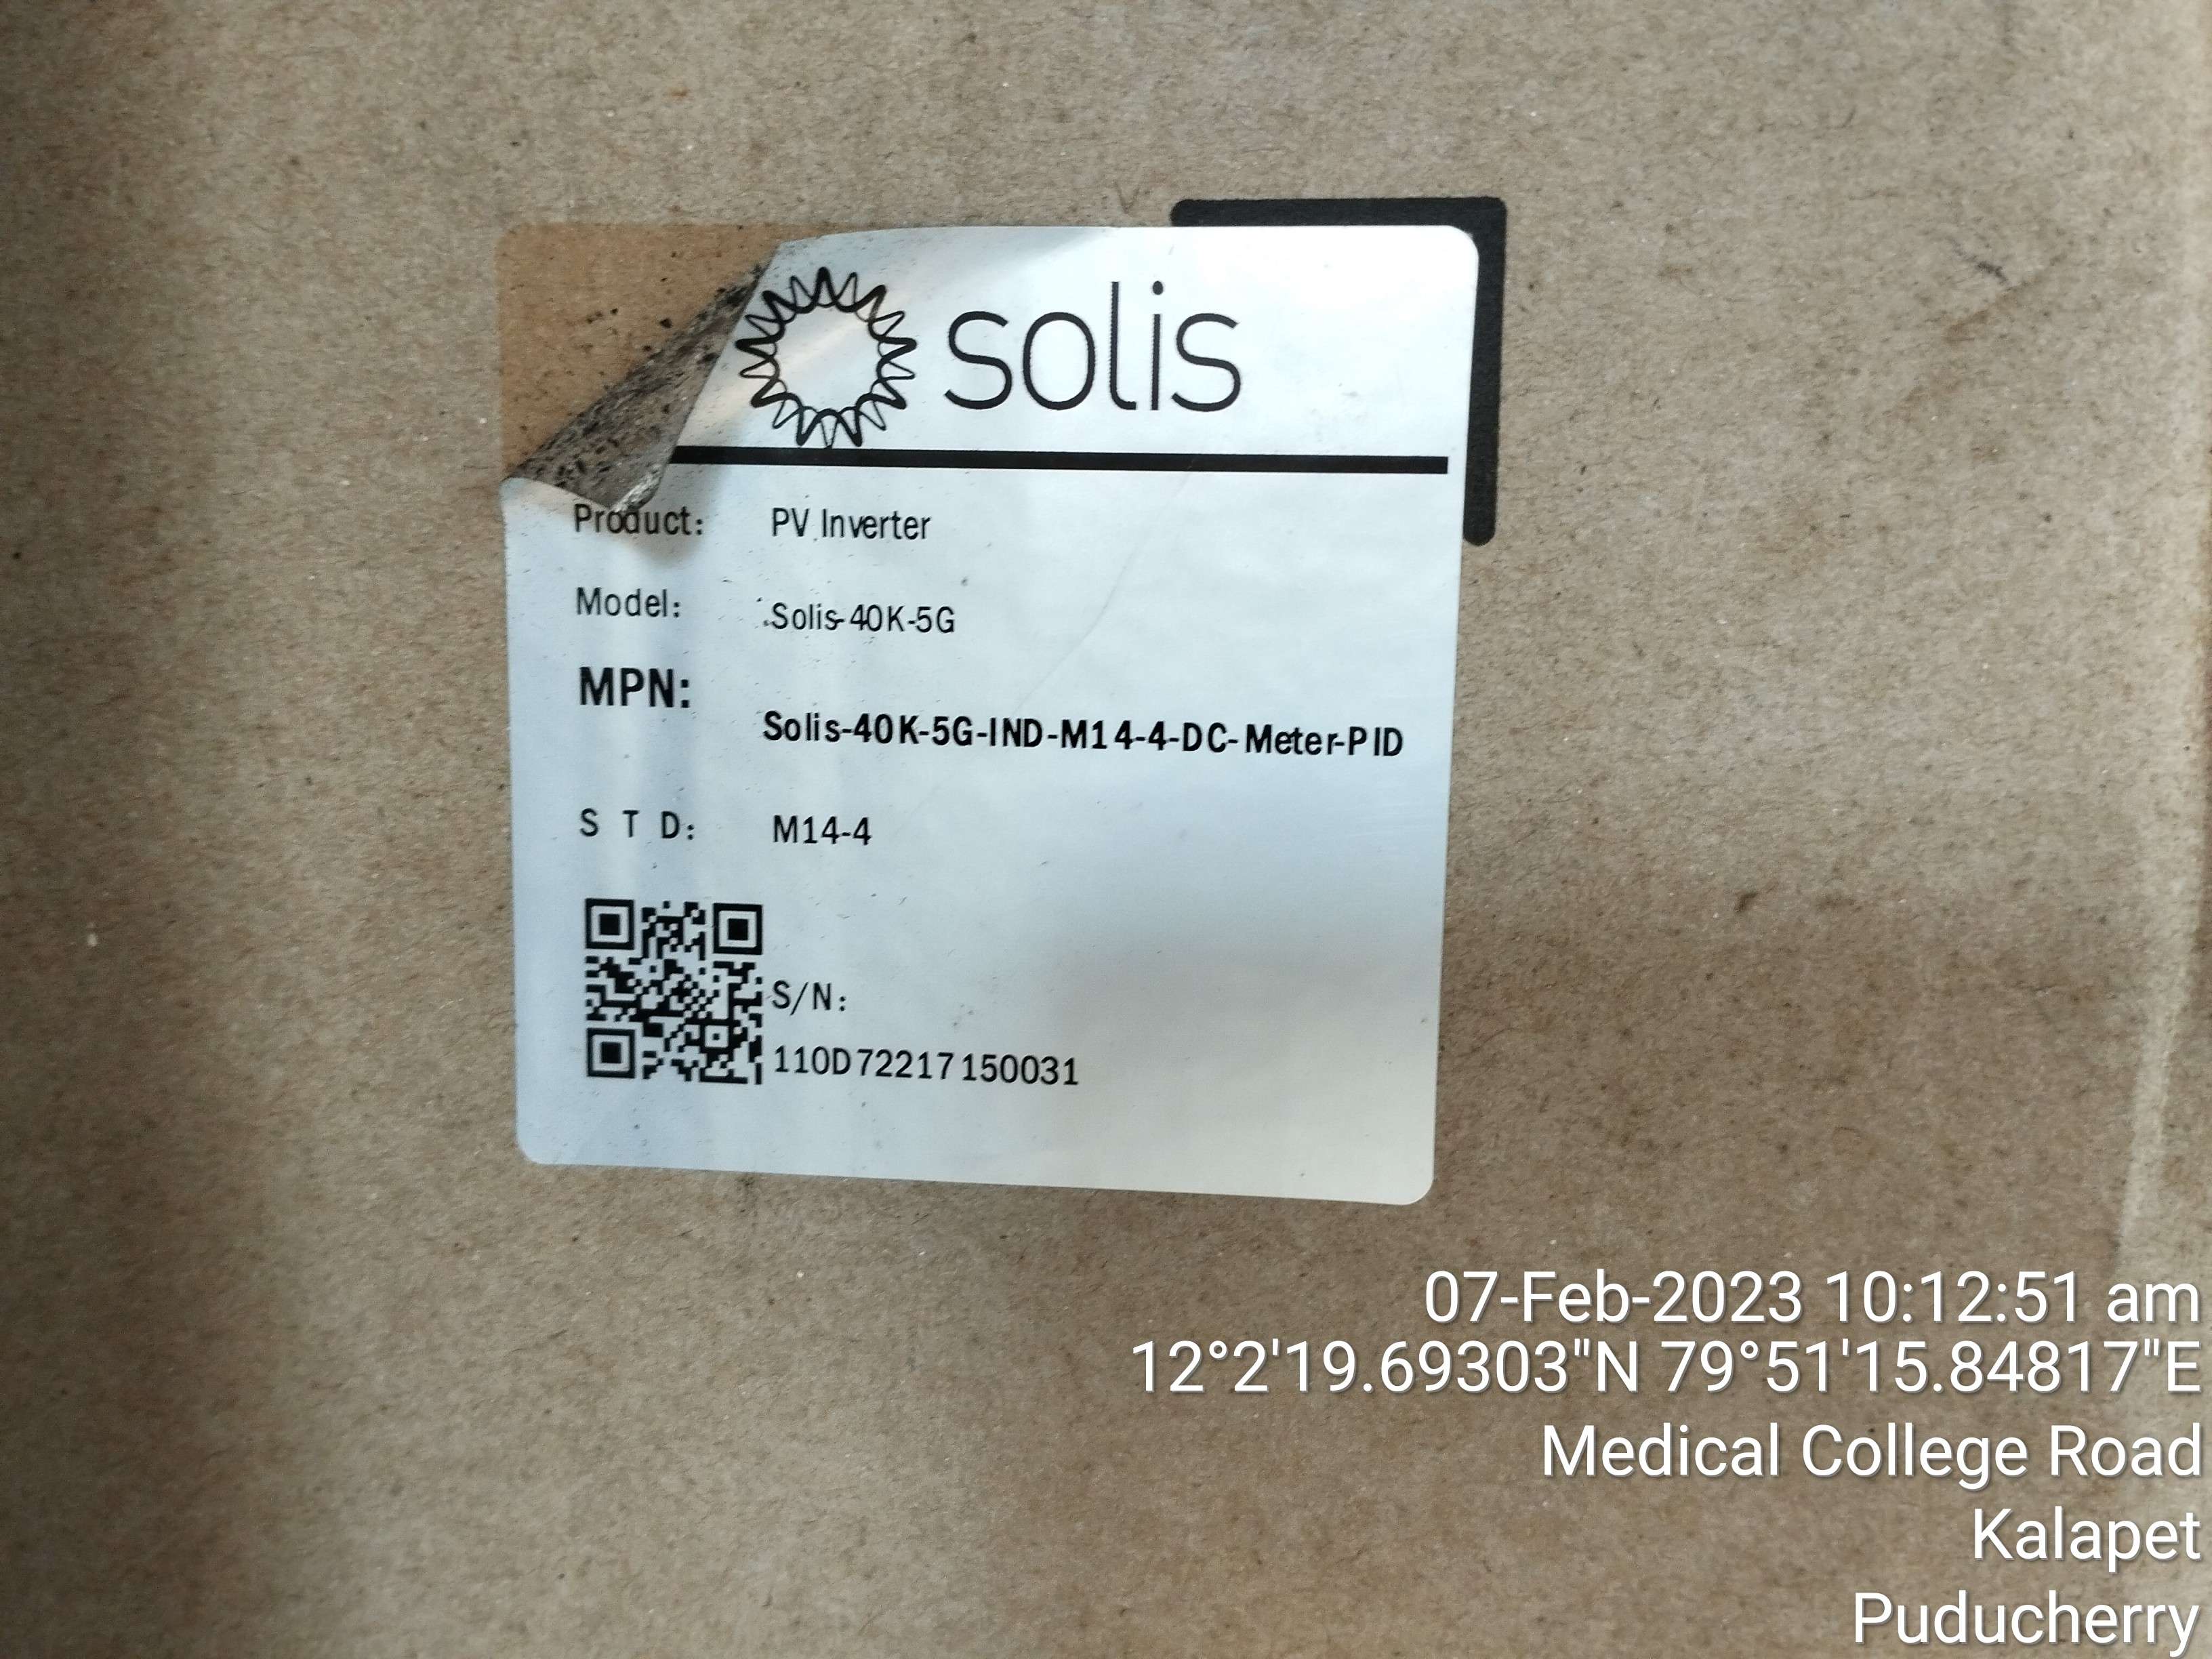 solis
Product: PV Inverter
Model: Solis-40K-5G
MPN:
Solis-40K-5G-IND-M14-4-DC-Meter-PID
S T D: M14-4
S/N:
110D72217150031
07-Feb-2023 10:12:51 am
12°2'19.69303"N 79°51'15.84817"E
Medical College Road
Kalapet
Puducherry